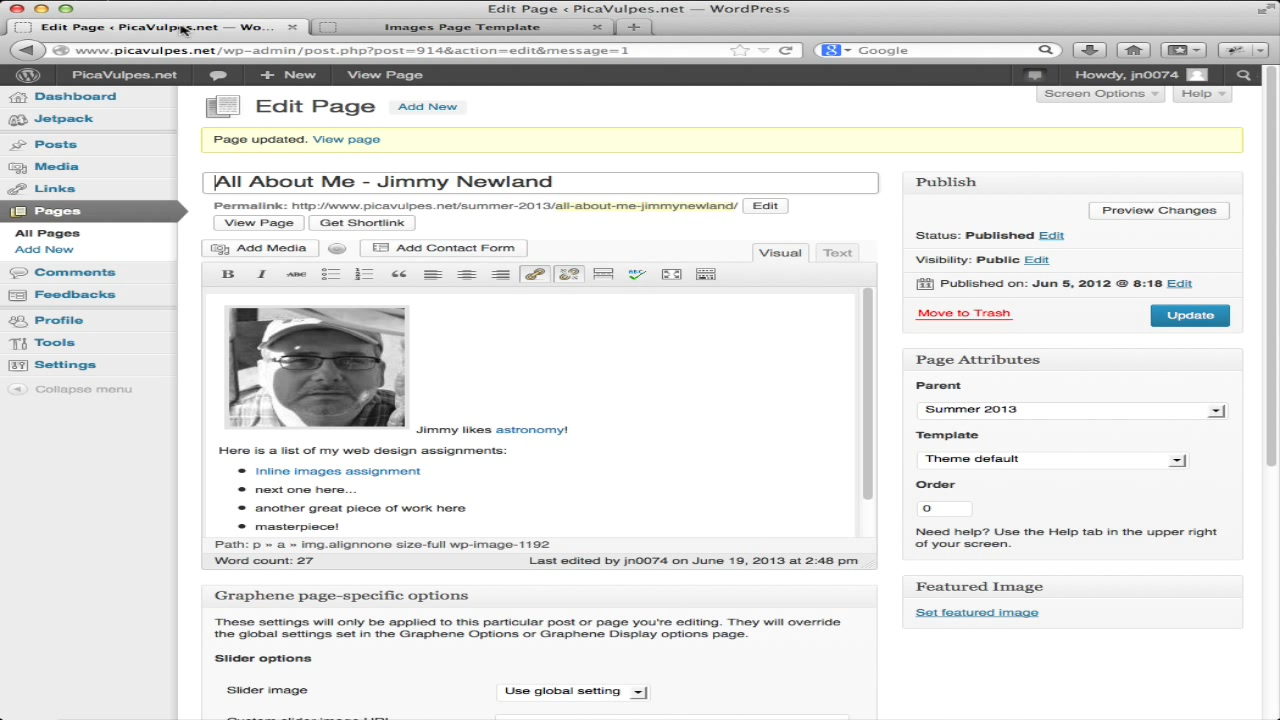 Edit Page ‹ PicaVulpes.net — WordPress
Edit Page ‹ PicaVulpes.net — Wo...
Images Page Template
www.picavulpes.net/wp-admin/post.php?post=914&action=edit&message=1
Google
PicaVulpes.net
New
View Page
Howdy, jn0074
Dashboard
Jetpack
Posts
Media
Links
Pages
All Pages
Add New
Comments
Feedbacks
Profile
Tools
Settings
Collapse menu
Screen Options
Help
Edit Page
Add New
Page updated. View page
All About Me - Jimmy Newland
Permalink: http://www.picavulpes.net/summer-2013/all-about-me-jimmynewland/ Edit
View Page
Get Shortlink
Add Media
Add Contact Form
Visual
Text
B I ABC
ABC
Jimmy likes astronomy!
Here is a list of my web design assignments:
Inline images assignment
next one here...
another great piece of work here
masterpiece!
Path: p » a » img.alignnone size-full wp-image-1192
Word count: 27
Last edited by jn0074 on June 19, 2013 at 2:48 pm
Graphene page-specific options
These settings will only be applied to this particular post or page you're editing. They will override
the global settings set in the Graphene Options or Graphene Display options page.
Slider options
Slider image
Use global setting
Publish
Preview Changes
Status: Published Edit
Visibility: Public Edit
Published on: Jun 5, 2012 @ 8:18 Edit
Move to Trash
Update
Page Attributes
Parent
Summer 2013
Template
Theme default
Order
0
Need help? Use the Help tab in the upper right
of your screen.
Featured Image
Set featured image